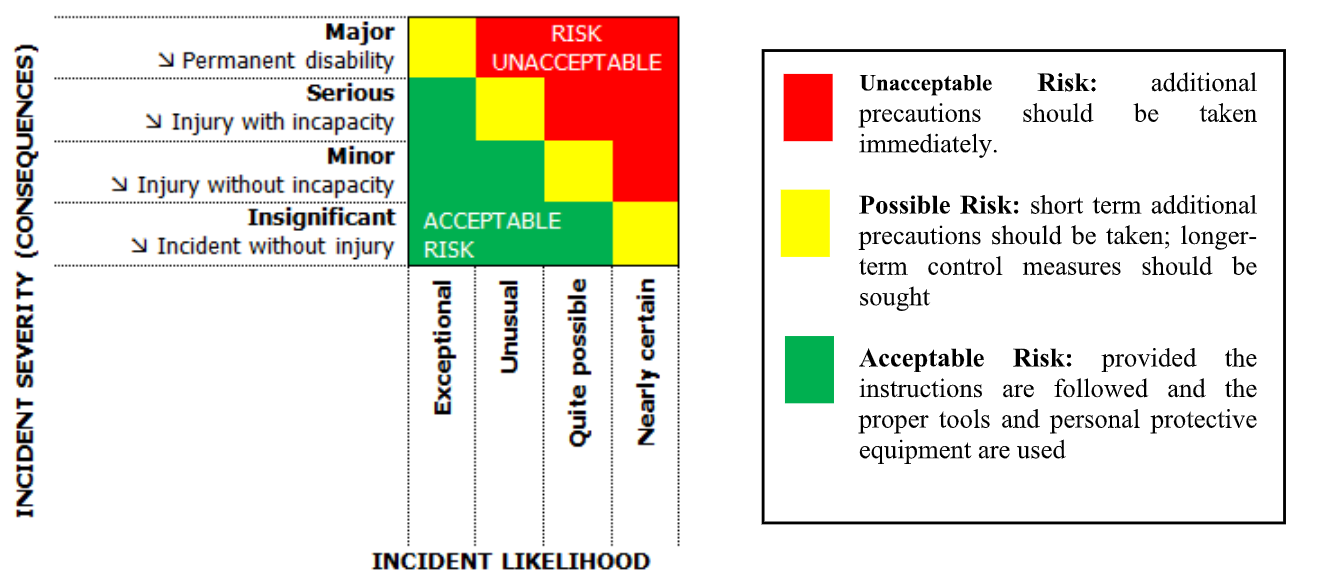 INCIDENT SEVERITY (CONSEQUENCES)
Major
↘ Permanent disability
Serious
↘ Injury with incapacity
Minor
↘ Injury without incapacity
Insignificant
↘ Incident without injury
RISK
UNACCEPTABLE
ACCEPTABLE
RISK
Exceptional
Unusual
Quite possible
Nearly certain
INCIDENT LIKELIHOOD
Unacceptable Risk: additional
precautions should be taken
immediately.
Possible Risk: short term additional
precautions should be taken; longer-
term control measures should be
sought
Acceptable Risk: provided the
instructions are followed and the
proper tools and personal protective
equipment are used